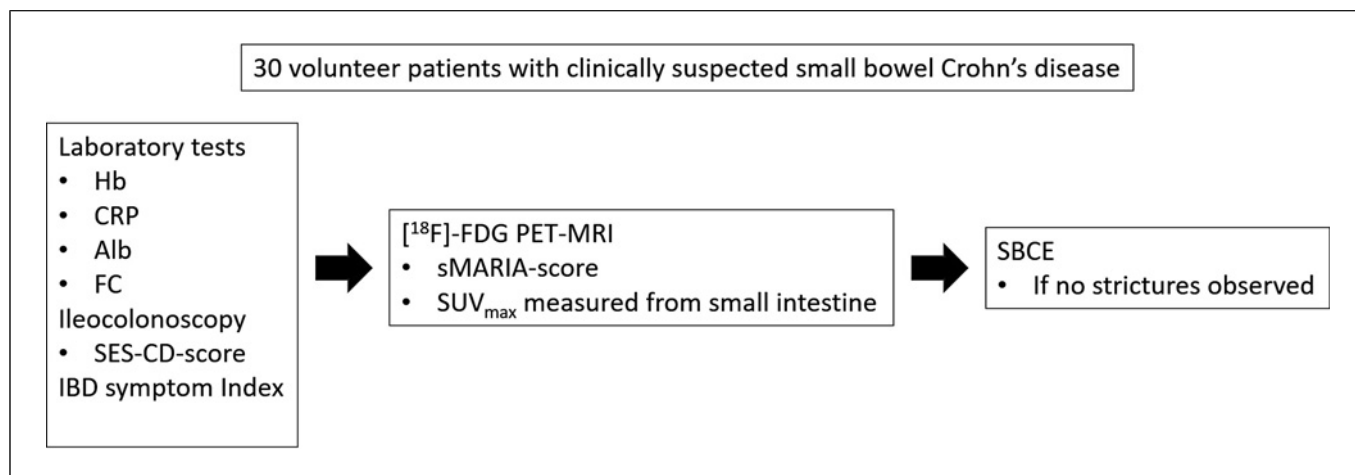 30 volunteer patients with clinically suspected small bowel Crohn’s disease
Laboratory tests
• Hb
• CRP
• Alb
• FC
Ileocolonoscopy
• SES-CD-score
IBD symptom Index
[¹⁸F]-FDG PET-MRI
• sMARIA-score
• SUVₘₐₓ measured from small intestine
SBCE
• If no strictures observed